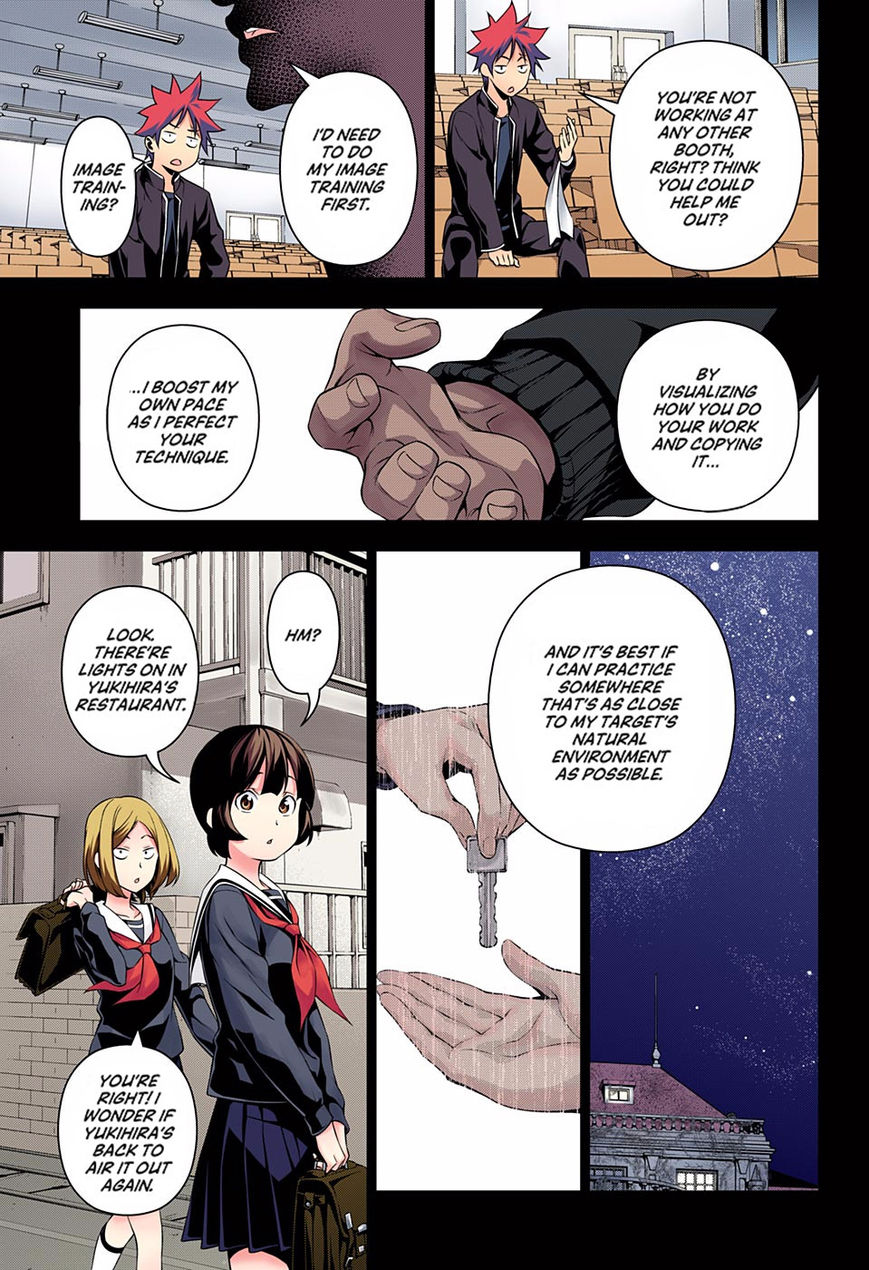 YOU'RE NOT
WORKING AT
ANY OTHER
BOOTH,
RIGHT? THINK
YOU COULD
HELP ME
OUT?
I'D NEED
TO DO
MY IMAGE
TRAINING
FIRST.
IMAGE
TRAIN-
ING?
BY
VISUALIZING
HOW YOU DO
YOUR WORK
AND COPYING
IT...
...I BOOST MY
OWN PACE
AS I PERFECT
YOUR
TECHNIQUE.
AND IT'S BEST IF
I CAN PRACTICE
SOMEWHERE
THAT'S AS CLOSE
TO MY TARGET'S
NATURAL
ENVIRONMENT
AS POSSIBLE.
HM?
LOOK.
THERE'RE
LIGHTS ON IN
YUKIHIRA'S
RESTAURANT.
YOU'RE
RIGHT! I
WONDER IF
YUKIHIRA'S
BACK TO
AIR IT OUT
AGAIN.